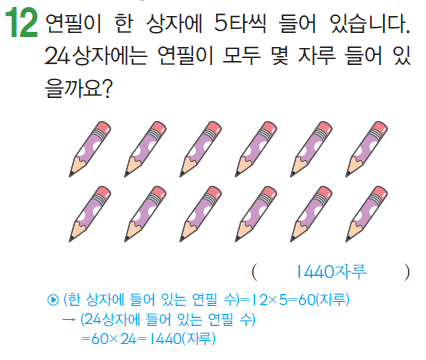 12 연필이 한 상자에 5타씩 들어 있습니다.
24상자에는 연필이 모두 몇 자루 들어 있
을까요?
( 1440자루 )
▶ (한 상자에 들어 있는 연필 수)=12×5=60(자루)
→ (24상자에 들어 있는 연필 수)
=60×24=1440(자루)